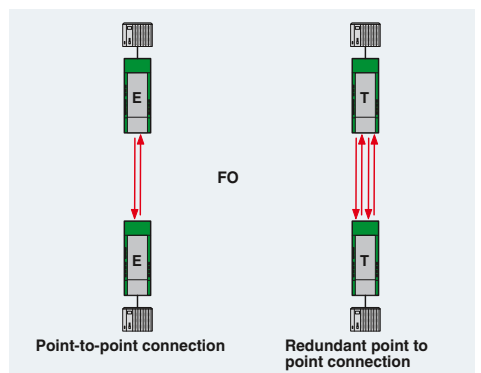 E
T
FO
E
T
Point-to-point connection
Redundant point to
point connection